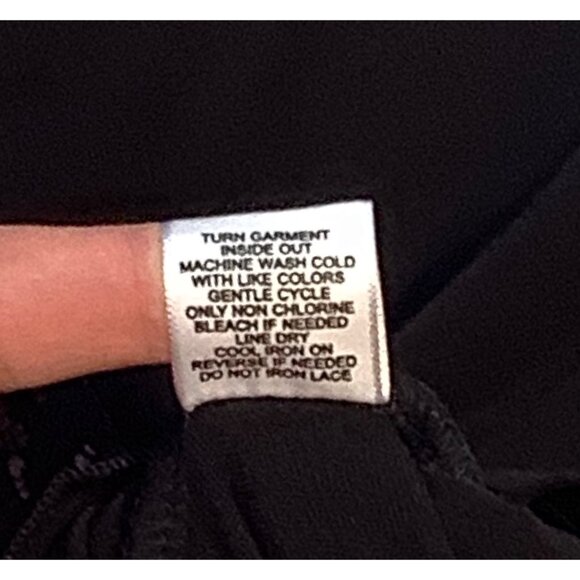 TURN GARMENT
INSIDE OUT
MACHINE WASH COLD
WITH LIKE COLORS
GENTLE CYCLE
ONLY NON CHLORINE
BLEACH IF NEEDED
LINE DRY
COOL IRON ON
REVERSE IF NEEDED
DO NOT IRON LACE